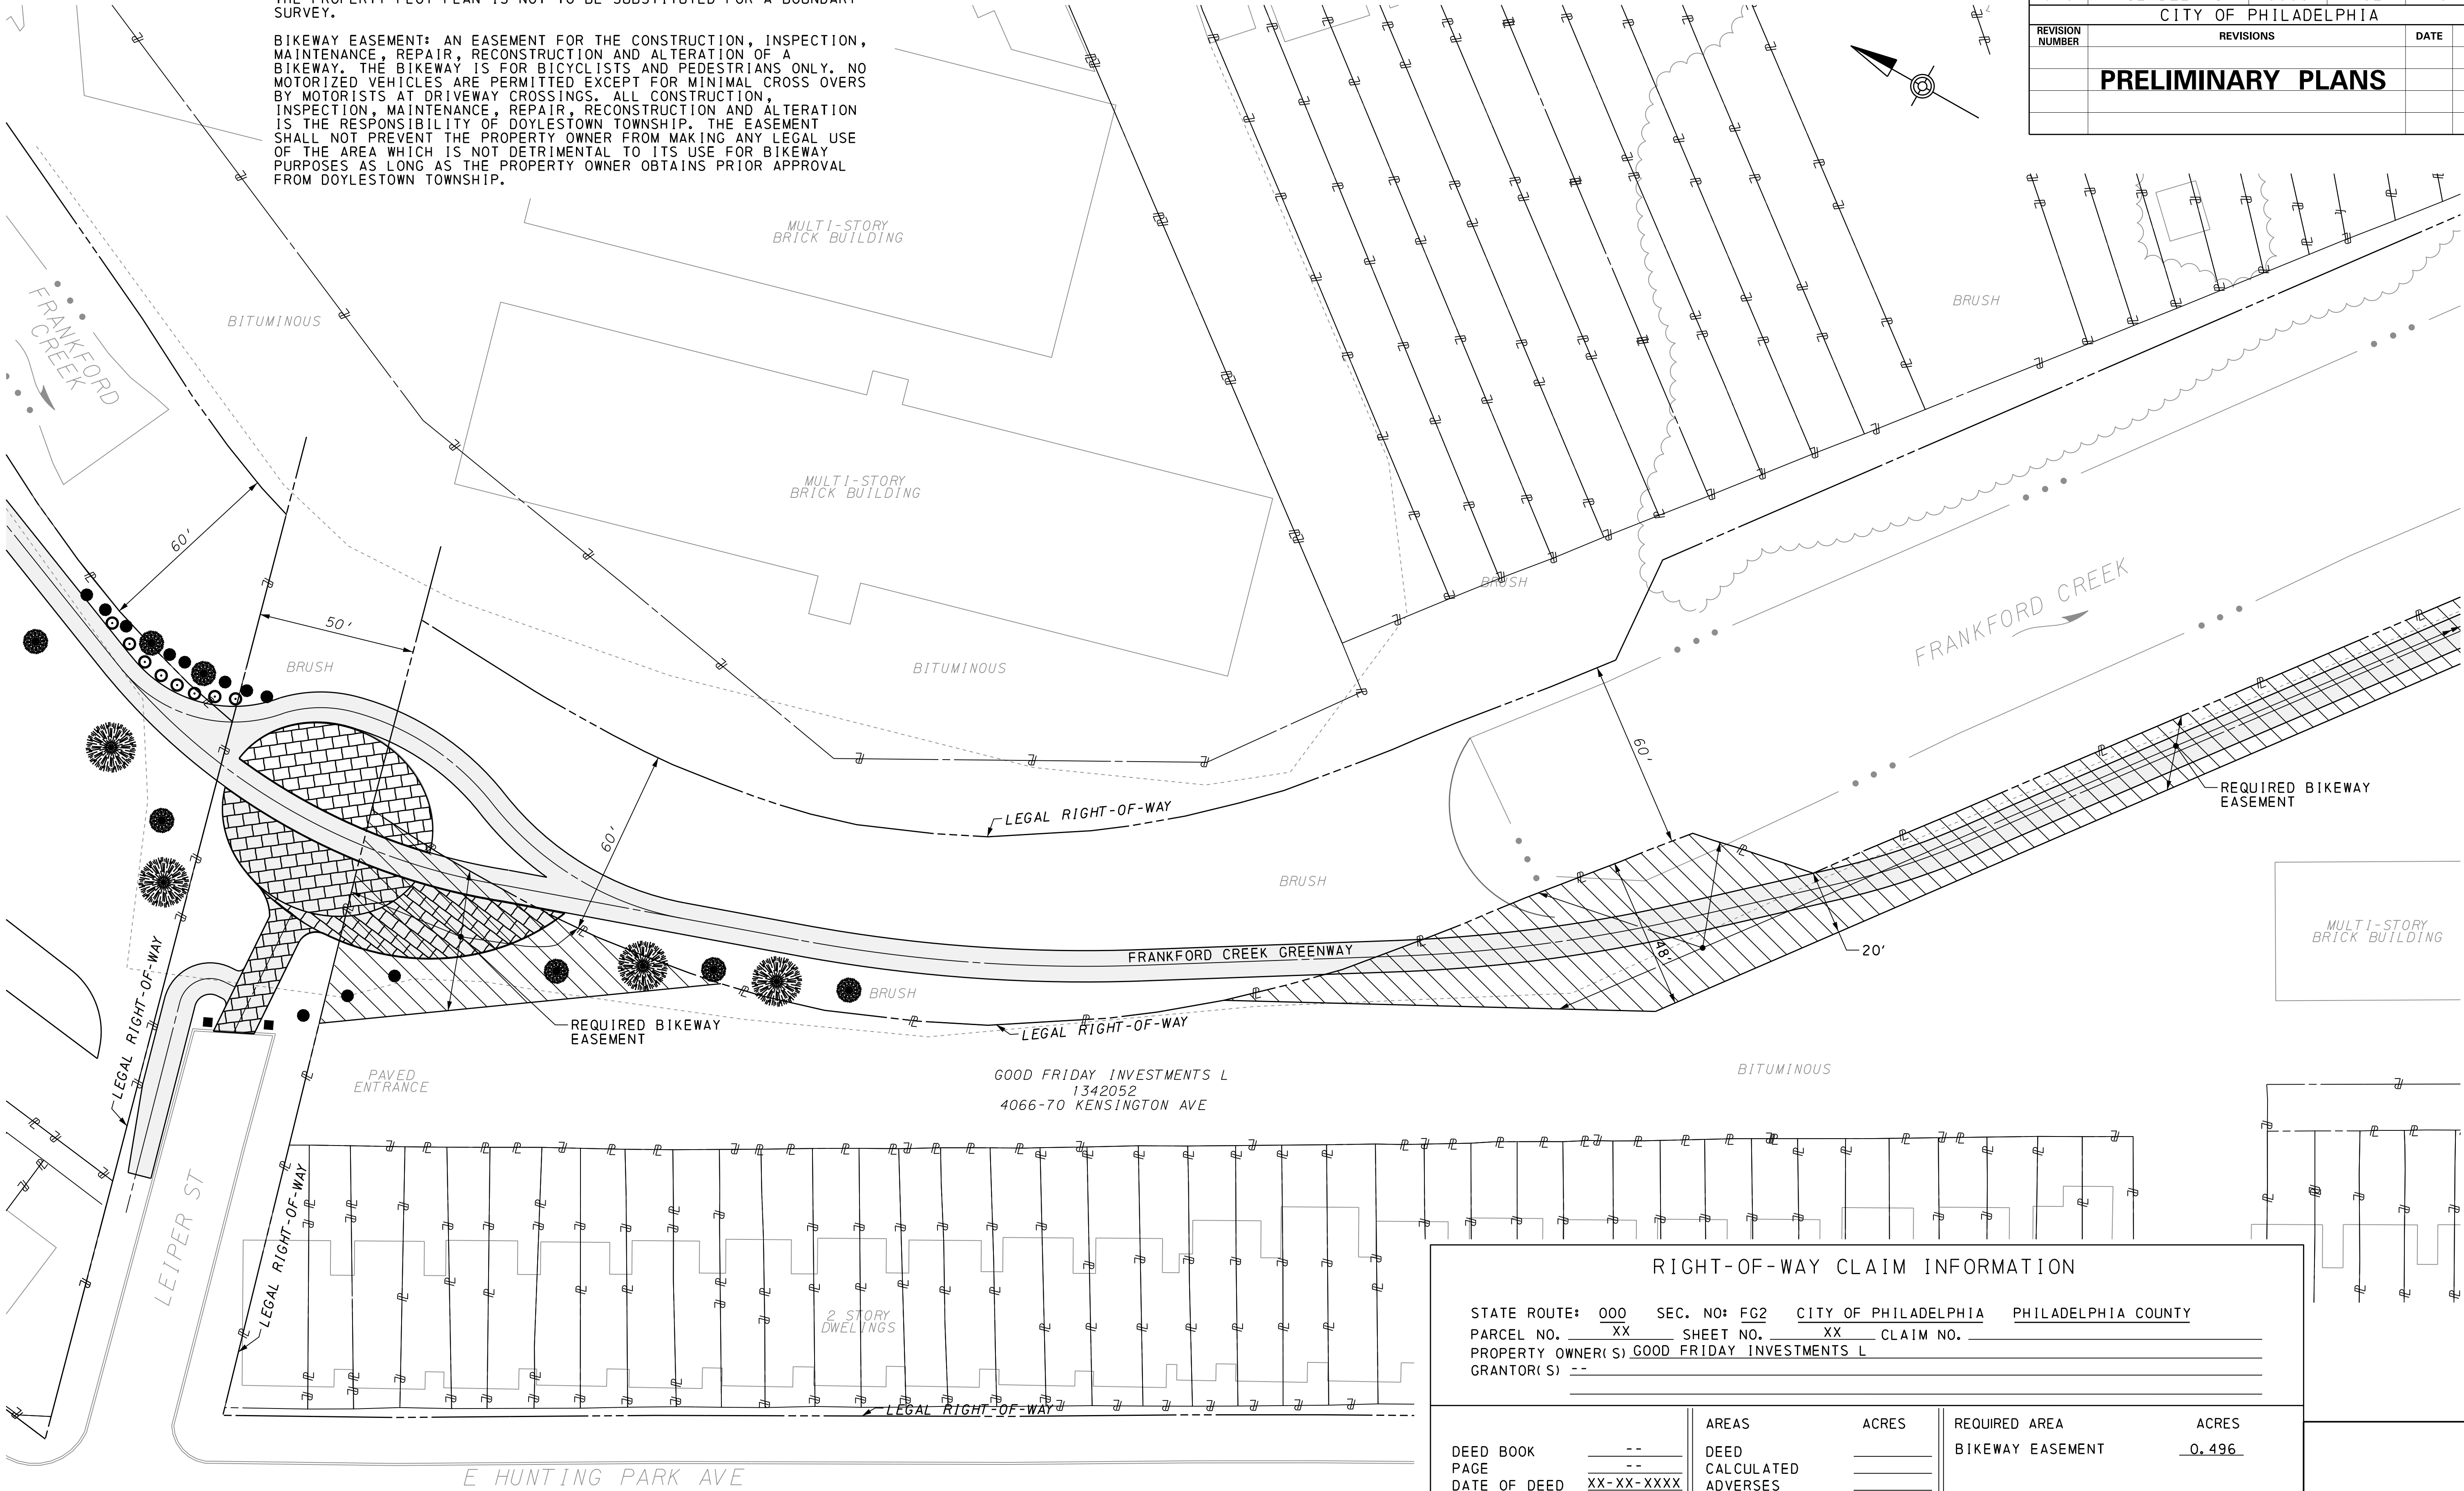 SURVEY.
BIKEWAY EASEMENT: AN EASEMENT FOR THE CONSTRUCTION, INSPECTION,
MAINTENANCE, REPAIR, RECONSTRUCTION AND ALTERATION OF A
BIKEWAY. THE BIKEWAY IS FOR BICYCLISTS AND PEDESTRIANS ONLY. NO
MOTORIZED VEHICLES ARE PERMITTED EXCEPT FOR MINIMAL CROSS OVERS
BY MOTORISTS AT DRIVEWAY CROSSINGS. ALL CONSTRUCTION,
INSPECTION, MAINTENANCE, REPAIR, RECONSTRUCTION AND ALTERATION
IS THE RESPONSIBILITY OF DOYLESTOWN TOWNSHIP. THE EASEMENT
SHALL NOT PREVENT THE PROPERTY OWNER FROM MAKING ANY LEGAL USE
OF THE AREA WHICH IS NOT DETRIMENTAL TO ITS USE FOR BIKEWAY
PURPOSES AS LONG AS THE PROPERTY OWNER OBTAINS PRIOR APPROVAL
FROM DOYLESTOWN TOWNSHIP.
CITY OF PHILADELPHIA
REVISION
NUMBER
REVISIONS
DATE
PRELIMINARY PLANS
MULTI-STORY
BRICK BUILDING
FRANKFORD
CREEK
BITUMINOUS
BRUSH
MULTI-STORY
BRICK BUILDING
60'
50'
BRUSH
BITUMINOUS
BRUSH
FRANKFORD CREEK
60'
60'
LEGAL RIGHT-OF-WAY
REQUIRED BIKEWAY
EASEMENT
BRUSH
MULTI-STORY
BRICK BUILDING
FRANKFORD CREEK GREENWAY
48'
20'
BRUSH
LEGAL RIGHT-OF-WAY
REQUIRED BIKEWAY
EASEMENT
LEGAL RIGHT-OF-WAY
PAVED
ENTRANCE
GOOD FRIDAY INVESTMENTS L
1342052
4066-70 KENSINGTON AVE
BITUMINOUS
LEIPER ST
LEGAL RIGHT-OF-WAY
2 STORY
DWELINGS
LEGAL RIGHT-OF-WAY
E HUNTING PARK AVE
RIGHT-OF-WAY CLAIM INFORMATION
STATE ROUTE: 000 SEC. NO: FG2 CITY OF PHILADELPHIA PHILADELPHIA COUNTY
PARCEL NO. XX SHEET NO. XX CLAIM NO.
PROPERTY OWNER(S) GOOD FRIDAY INVESTMENTS L
GRANTOR(S) --
AREAS ACRES REQUIRED AREA ACRES
DEED BOOK -- DEED BIKEWAY EASEMENT 0.496
PAGE -- CALCULATED
DATE OF DEED XX-XX-XXXX ADVERSES